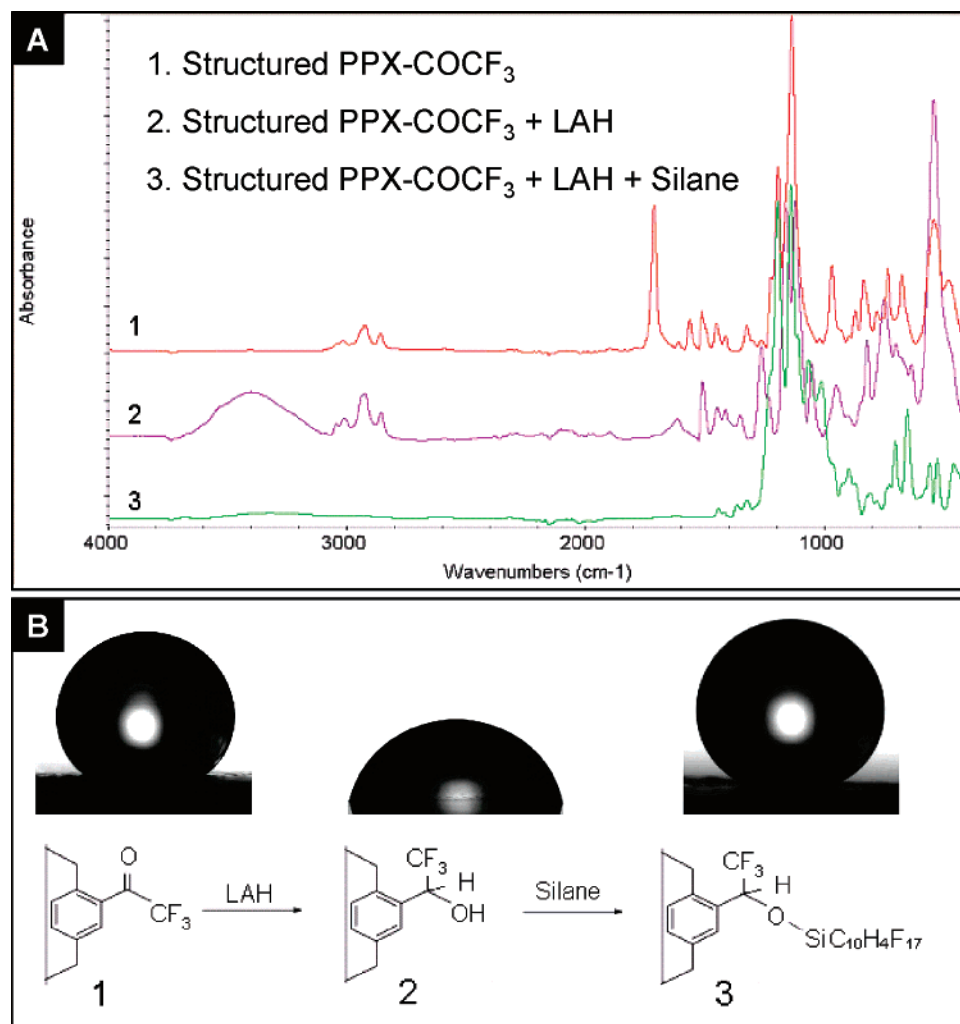 A
1. Structured PPX-COCF₃
2. Structured PPX-COCF₃ + LAH
3. Structured PPX-COCF₃ + LAH + Silane
Absorbance
1
2
3
4000 3000 2000 1000
Wavenumbers (cm-1)
B
O
CF₃
LAH
CF₃
H
OH
Silane
CF₃
H
O
SiC₁₀H₄F₁₇
1 2 3